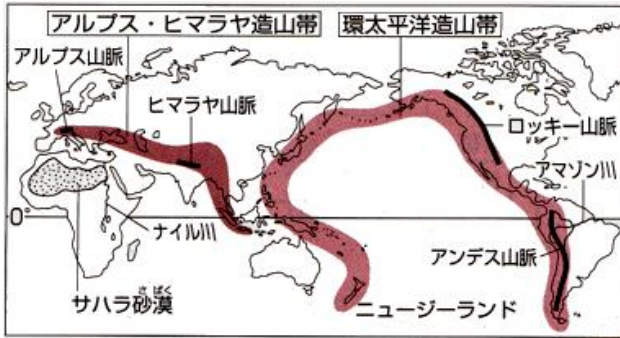 アルプス・ヒマラヤ造山帯
環太平洋造山帯
アルプス山脈
ヒマラヤ山脈
ロッキー山脈
アマゾン川
0°
ナイル川
アンデス山脈
さばく
サハラ砂漠
ニュージーランド